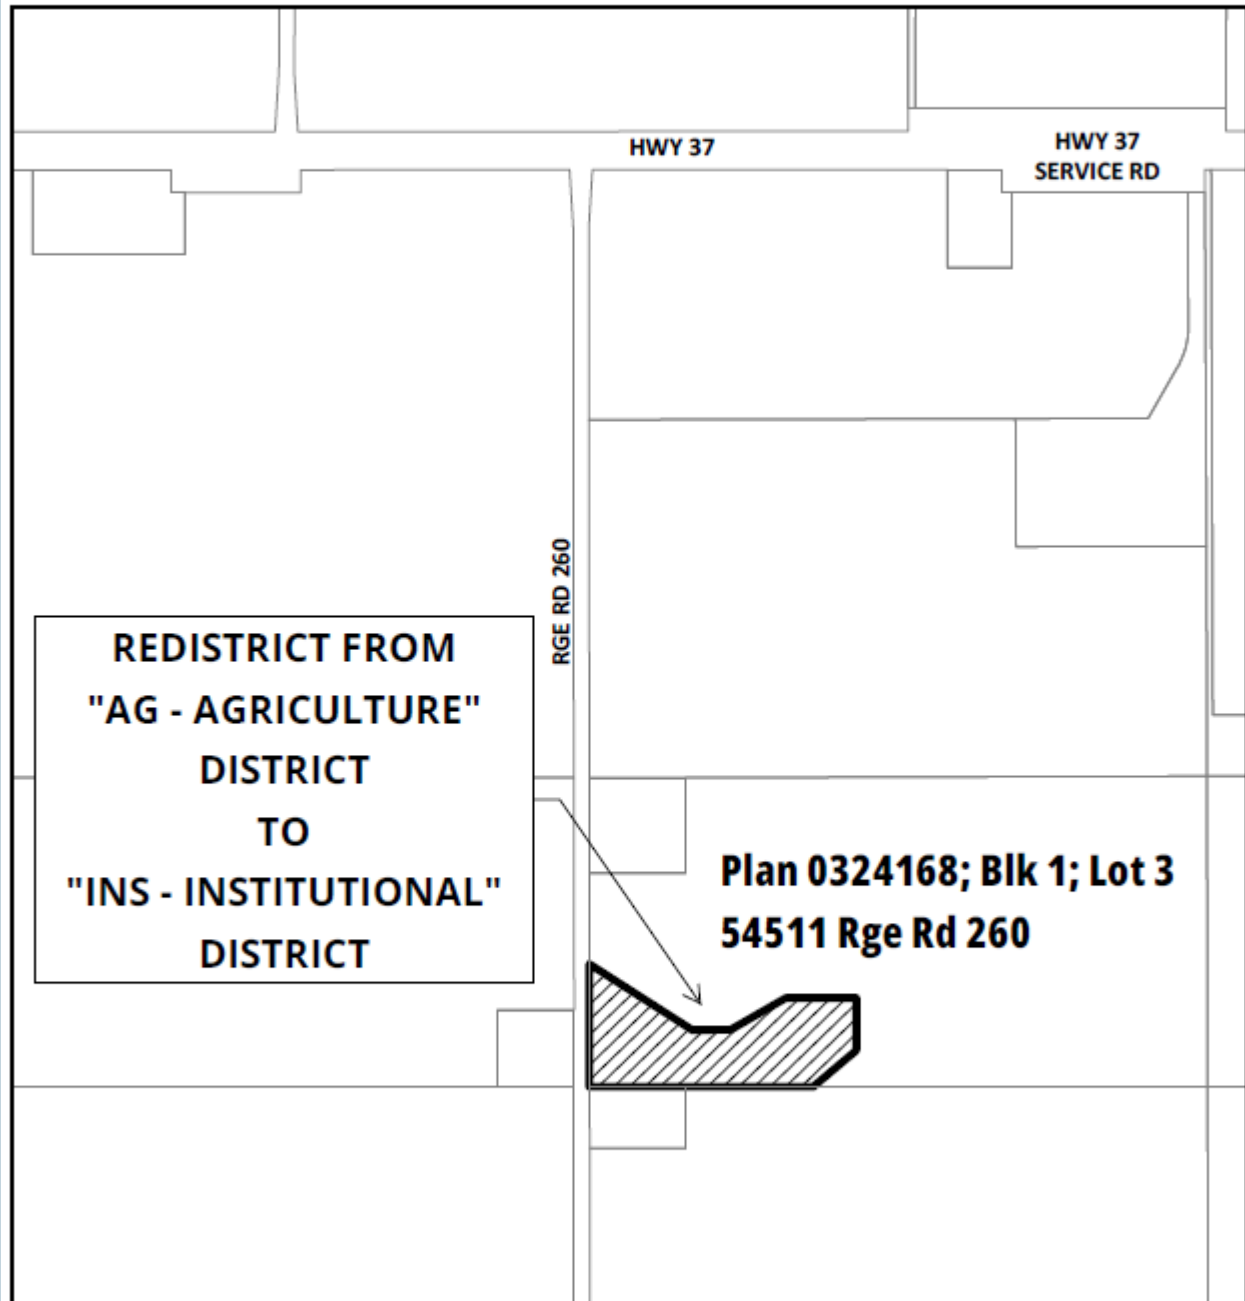 HWY 37
HWY 37
SERVICE RD
RGE RD 260
REDISTRICT FROM
"AG - AGRICULTURE"
DISTRICT
TO
"INS - INSTITUTIONAL"
DISTRICT
Plan 0324168; Blk 1; Lot 3
54511 Rge Rd 260